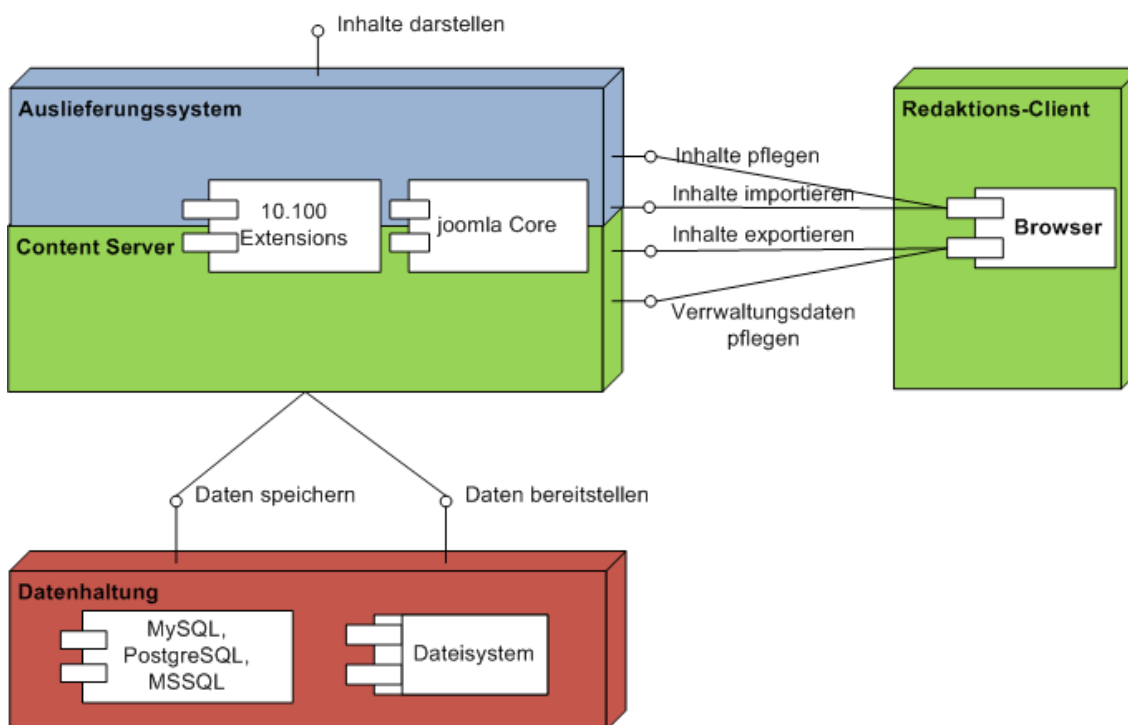 Inhalte darstellen
Auslieferungssystem
Redaktions-Client
Inhalte pflegen
Inhalte importieren
10.100
Extensions
joomla Core
Browser
Content Server
Inhalte exportieren
Verrwaltungsdaten
pflegen
Daten speichern
Daten bereitstellen
Datenhaltung
MySQL,
PostgreSQL,
MSSQL
Dateisystem